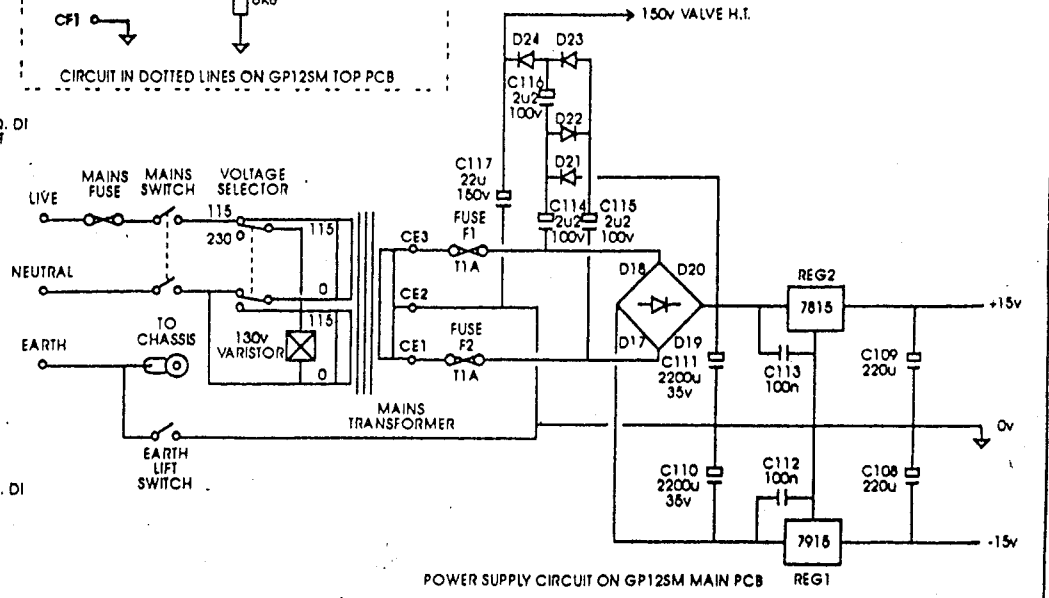 150v VALVE H.T.
CF1
CIRCUIT IN DOTTED LINES ON GP12SM TOP PCB
D24
D23
C116
2u2
100v
D22
D21
C117
22u
150v
C114
2u2
100v
C115
2u2
100v
. DI
LIVE
MAINS
FUSE
MAINS
SWITCH
VOLTAGE
SELECTOR
115
230
115
0
115
0
NEUTRAL
EARTH
TO
CHASSIS
130v
VARISTOR
EARTH
LIFT
SWITCH
MAINS
TRANSFORMER
CE3
FUSE
F1
T1A
CE2
CE1
FUSE
F2
T1A
D18
D20
D17
D19
C111
2200u
35v
REG2
7815
+15v
C113
100n
C109
220u
0v
C110
2200u
35v
C112
100n
C108
220u
7915
REG1
-15v
. DI
POWER SUPPLY CIRCUIT ON GP12SM MAIN PCB